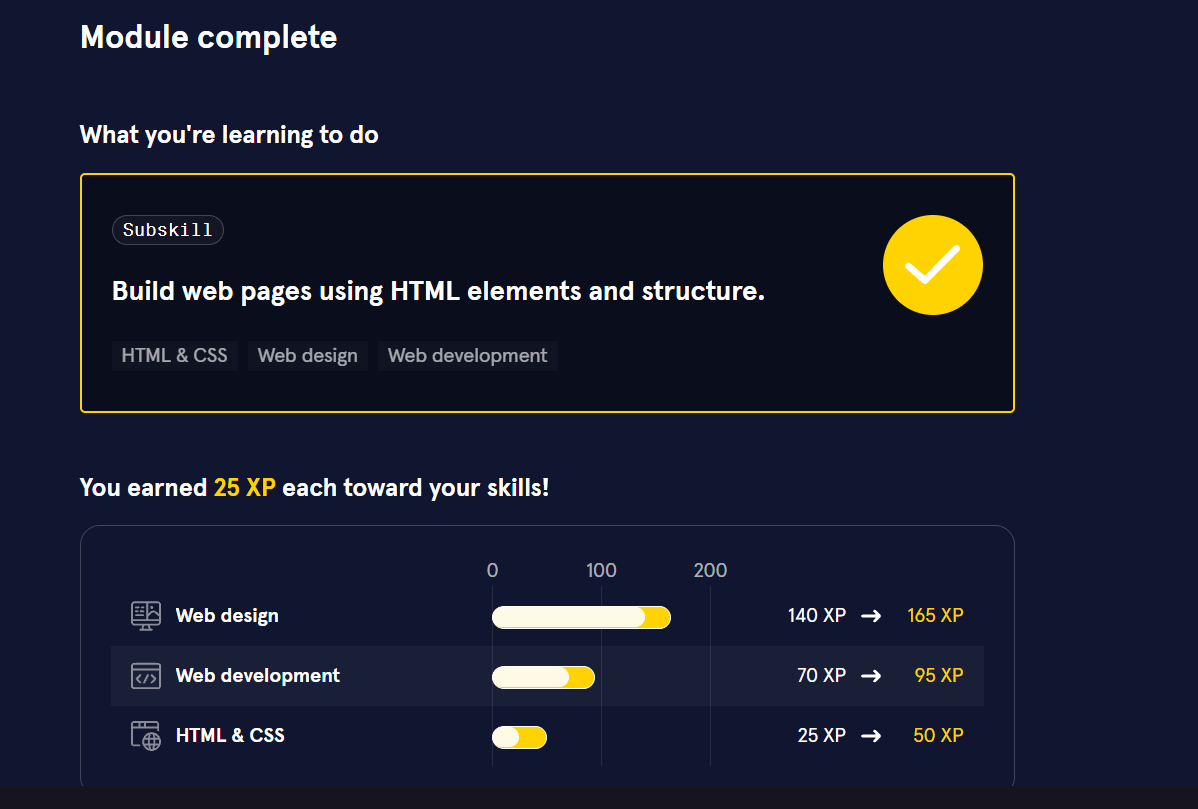 Module complete
What you're learning to do
Subskill
Build web pages using HTML elements and structure.
HTML & CSS Web design Web development
You earned 25 XP each toward your skills!
0 100 200
Web design 140 XP → 165 XP
Web development 70 XP → 95 XP
HTML & CSS 25 XP → 50 XP